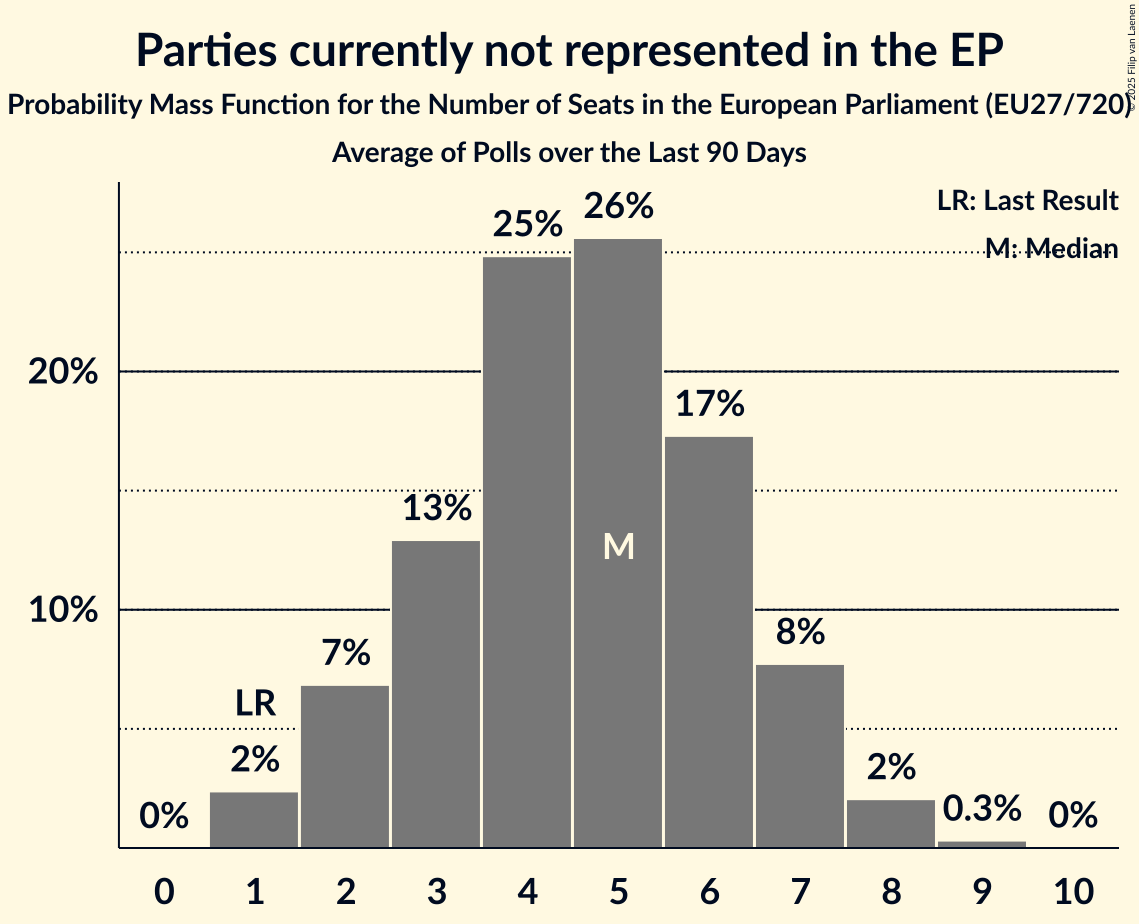 Parties currently not represented in the EP
Probability Mass Function for the Number of Seats in the European Parliament (EU27/720)
Average of Polls over the Last 90 Days
© 2025 Filip van Laenen
LR: Last Result
M: Median
20%
10%
0%
LR
2%
7%
13%
25%
26%
M
17%
8%
2%
0.3%
0%
0 1 2 3 4 5 6 7 8 9 10